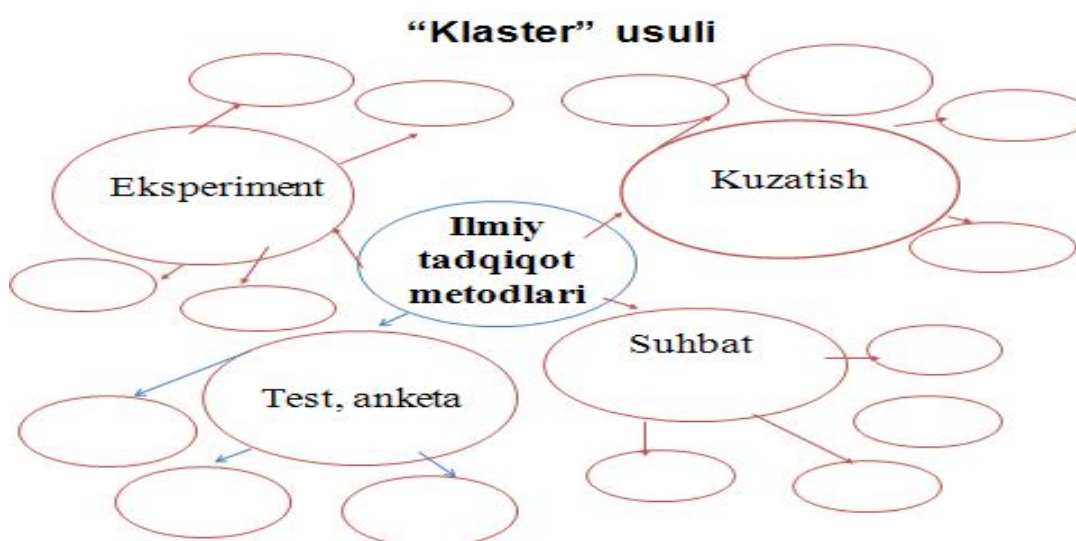 “Klaster” usuli
Eksperiment
Kuzatish
Ilmiy
tadqiqot
metodlari
Suhbat
Test, anketa